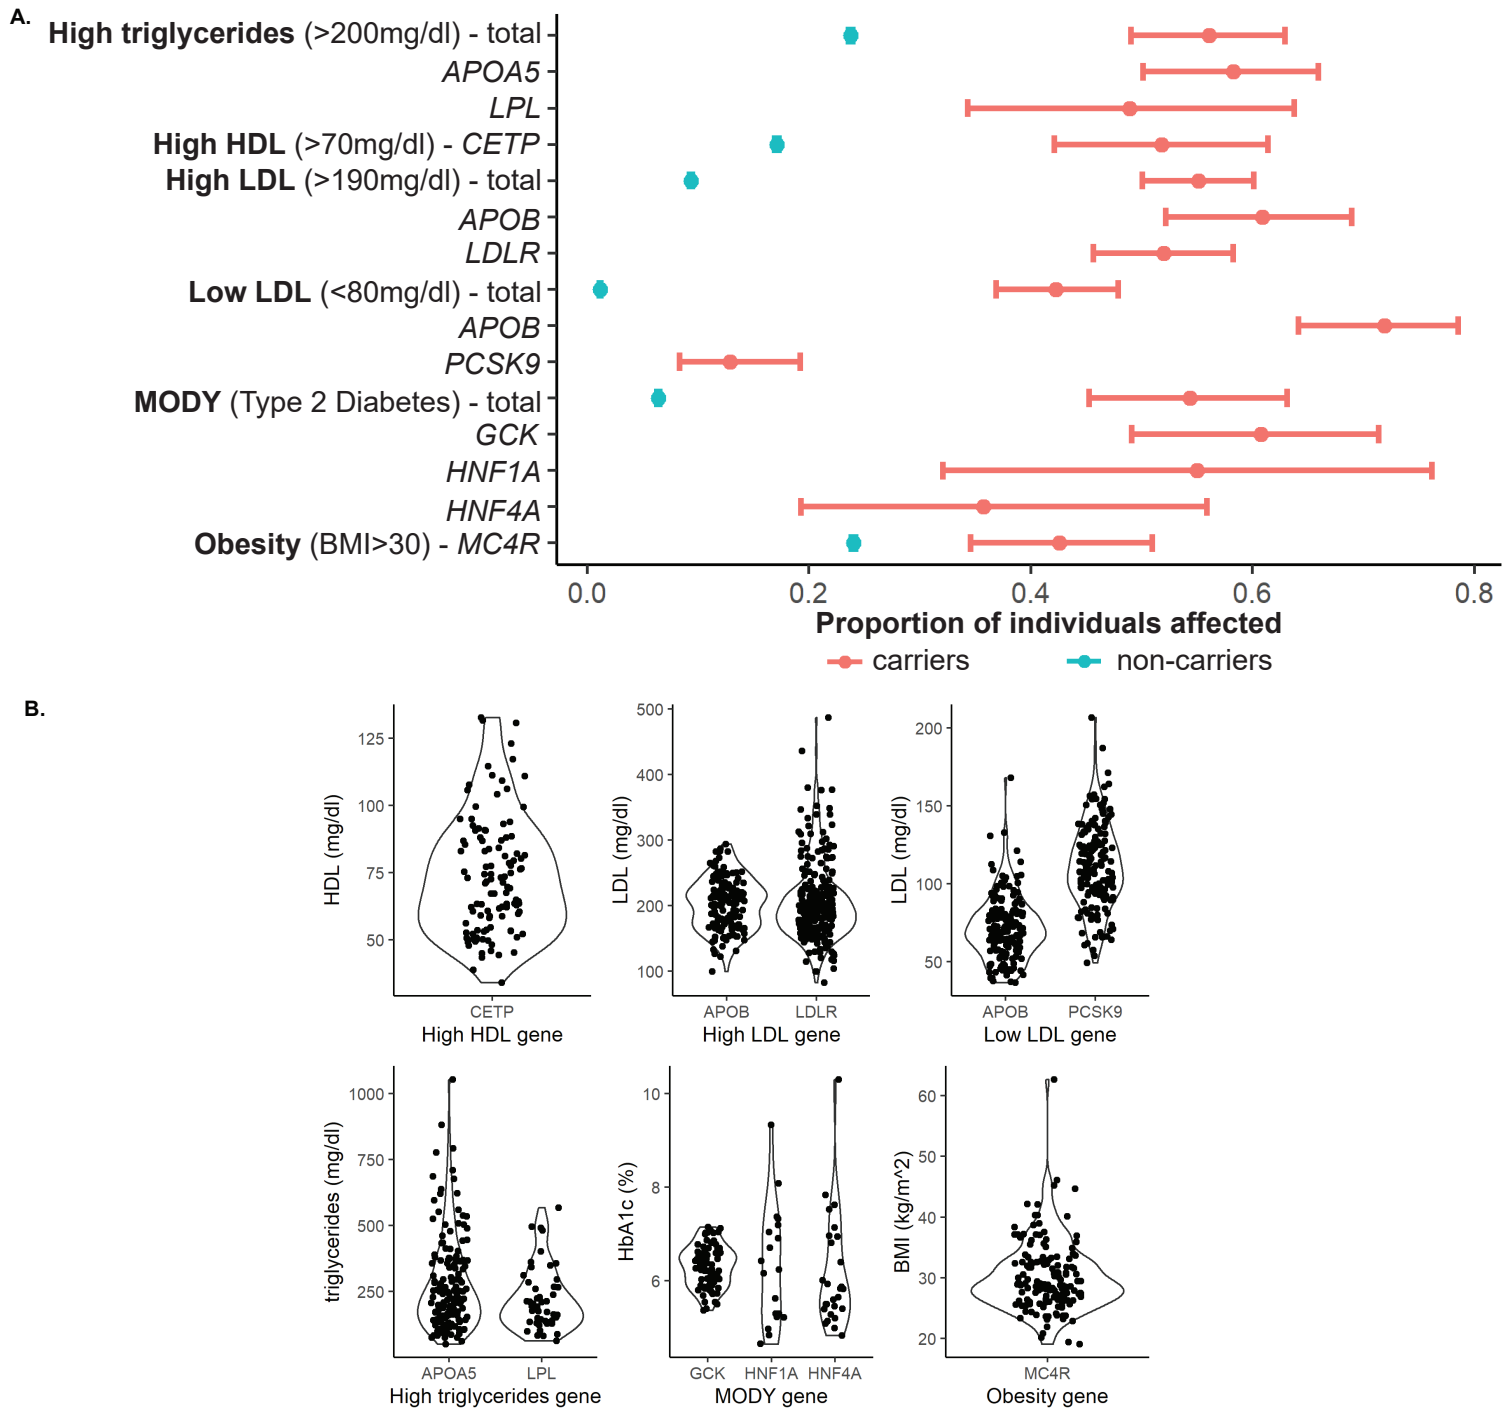 A.
High triglycerides (>200mg/dl) - total
APOA5
LPL
High HDL (>70mg/dl) - CETP
High LDL (>190mg/dl) - total
APOB
LDLR
Low LDL (<80mg/dl) - total
APOB
PCSK9
MODY (Type 2 Diabetes) - total
GCK
HNF1A
HNF4A
Obesity (BMI>30) - MC4R
0.0 0.2 0.4 0.6 0.8
Proportion of individuals affected
carriers non-carriers
B.
HDL (mg/dl)
125
100
75
50
CETP
High HDL gene
LDL (mg/dl)
500
400
300
200
100
APOB LDLR
High LDL gene
LDL (mg/dl)
200
150
100
50
APOB PCSK9
Low LDL gene
triglycerides (mg/dl)
1000
750
500
250
APOA5 LPL
High triglycerides gene
HbA1c (%)
10
8
6
GCK HNF1A HNF4A
MODY gene
BMI (kg/m^2)
60
50
40
30
20
MC4R
Obesity gene